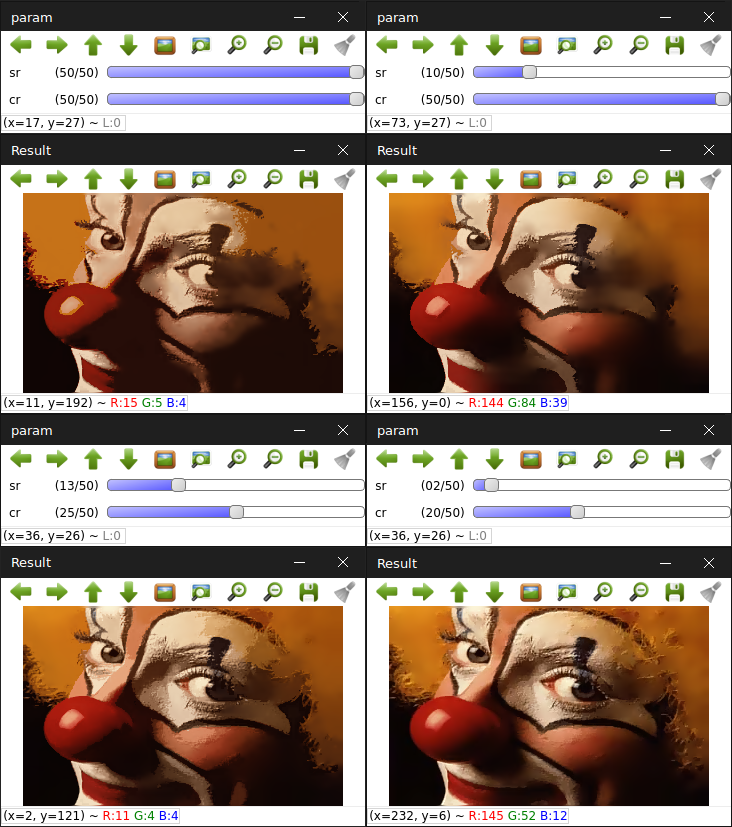 param
sr (50/50)
cr (50/50)
(x=17, y=27) ~ L:0
param
sr (10/50)
cr (50/50)
(x=73, y=27) ~ L:0
Result
(x=11, y=192) ~ R:15 G:5 B:4
Result
(x=156, y=0) ~ R:144 G:84 B:39
param
sr (13/50)
cr (25/50)
(x=36, y=26) ~ L:0
param
sr (02/50)
cr (20/50)
(x=36, y=26) ~ L:0
Result
(x=2, y=121) ~ R:11 G:4 B:4
Result
(x=232, y=6) ~ R:145 G:52 B:12